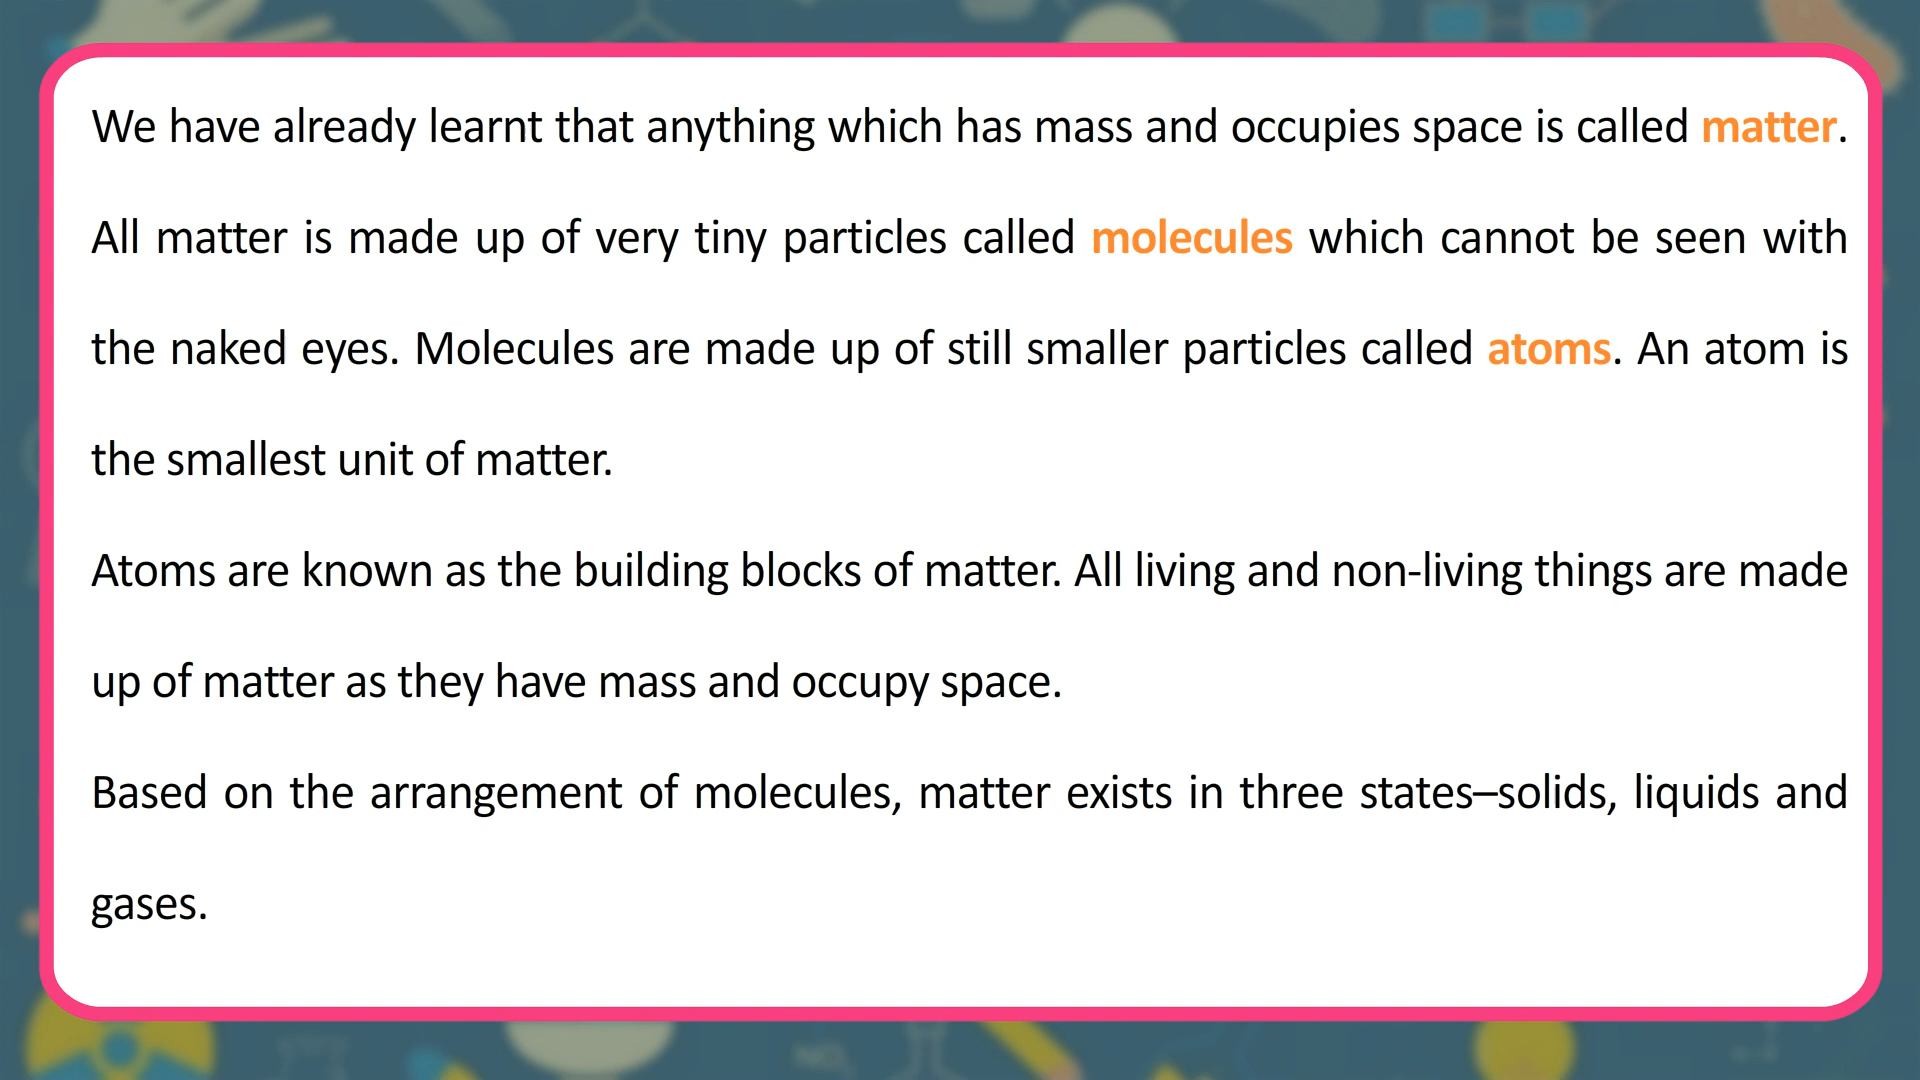 We have already learnt that anything which has mass and occupies space is called matter.
All matter is made up of very tiny particles called molecules which cannot be seen with
the naked eyes. Molecules are made up of still smaller particles called atoms. An atom is
the smallest unit of matter.
Atoms are known as the building blocks of matter. All living and non-living things are made
up of matter as they have mass and occupy space.
Based on the arrangement of molecules, matter exists in three states–solids, liquids and
gases.